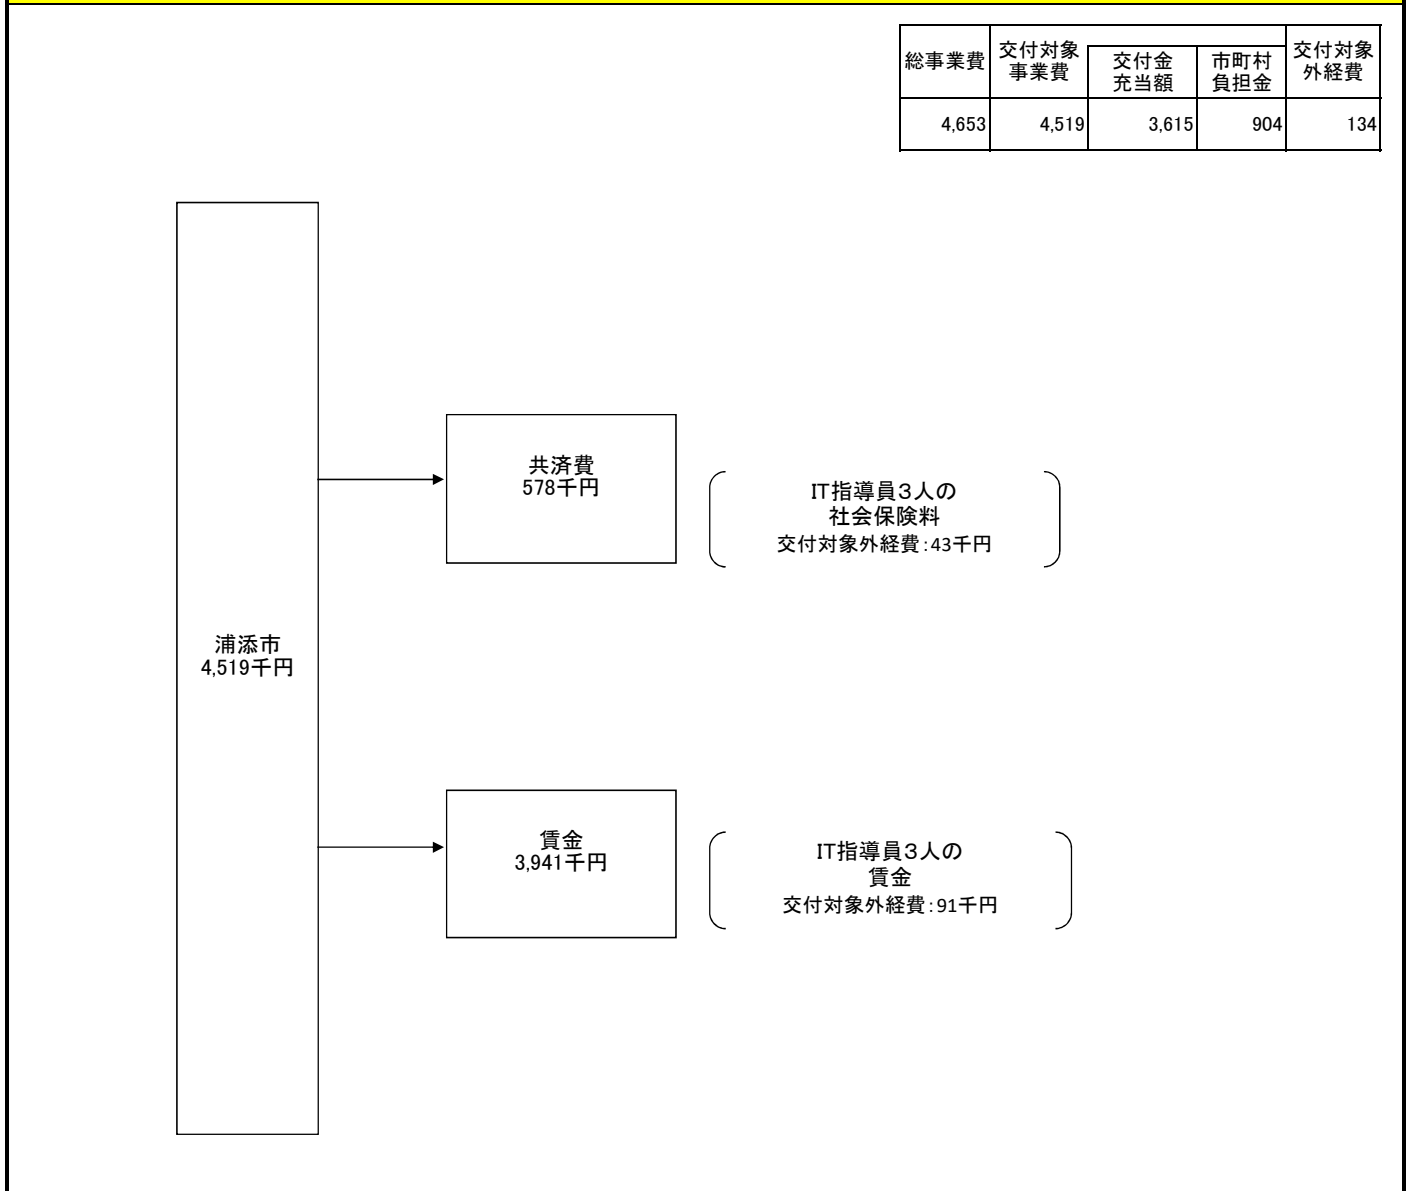 総事業費
交付対象
事業費
交付金
充当額
市町村
負担金
交付対象
外経費
4,653 4,519 3,615 904 134
共済費
578千円
IT指導員3人の
社会保険料
交付対象外経費:43千円
浦添市
4,519千円
賃金
3,941千円
IT指導員3人の
賃金
交付対象外経費:91千円